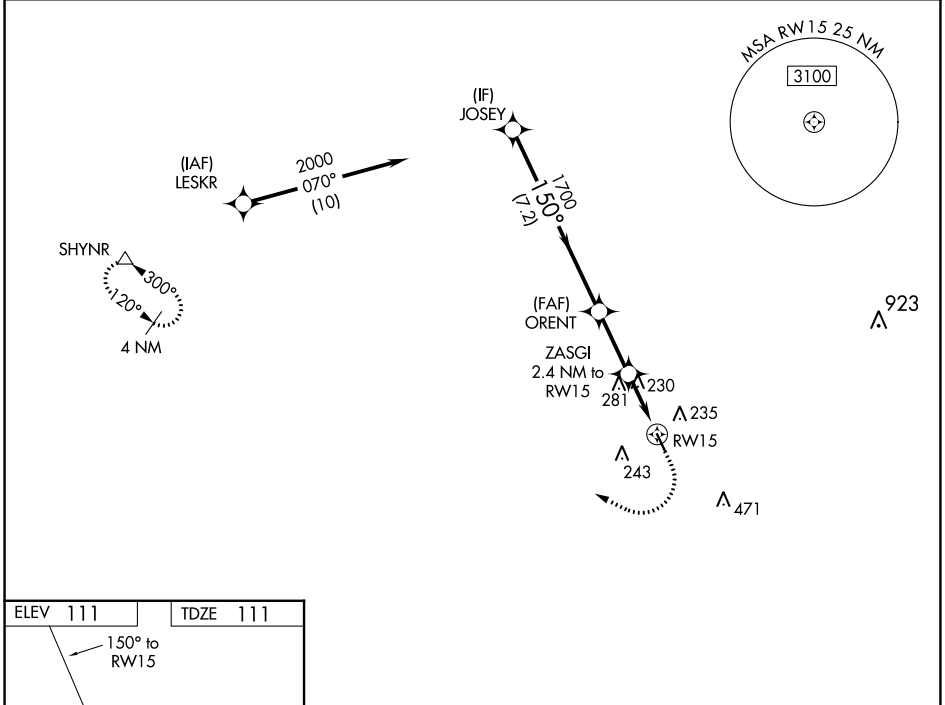 MSA RW15 25 NM
3100
(IF)
JOSEY
(IAF)
LESKR
2000
070°
(10)
1700
150°
(7.2)
SHYNR
300°
120°
4 NM
(FAF)
ORENT
923
ZASGI
2.4 NM to
RW15
281
230
235
RW15
243
471
ELEV 111
TDZE 111
150° to
RW15